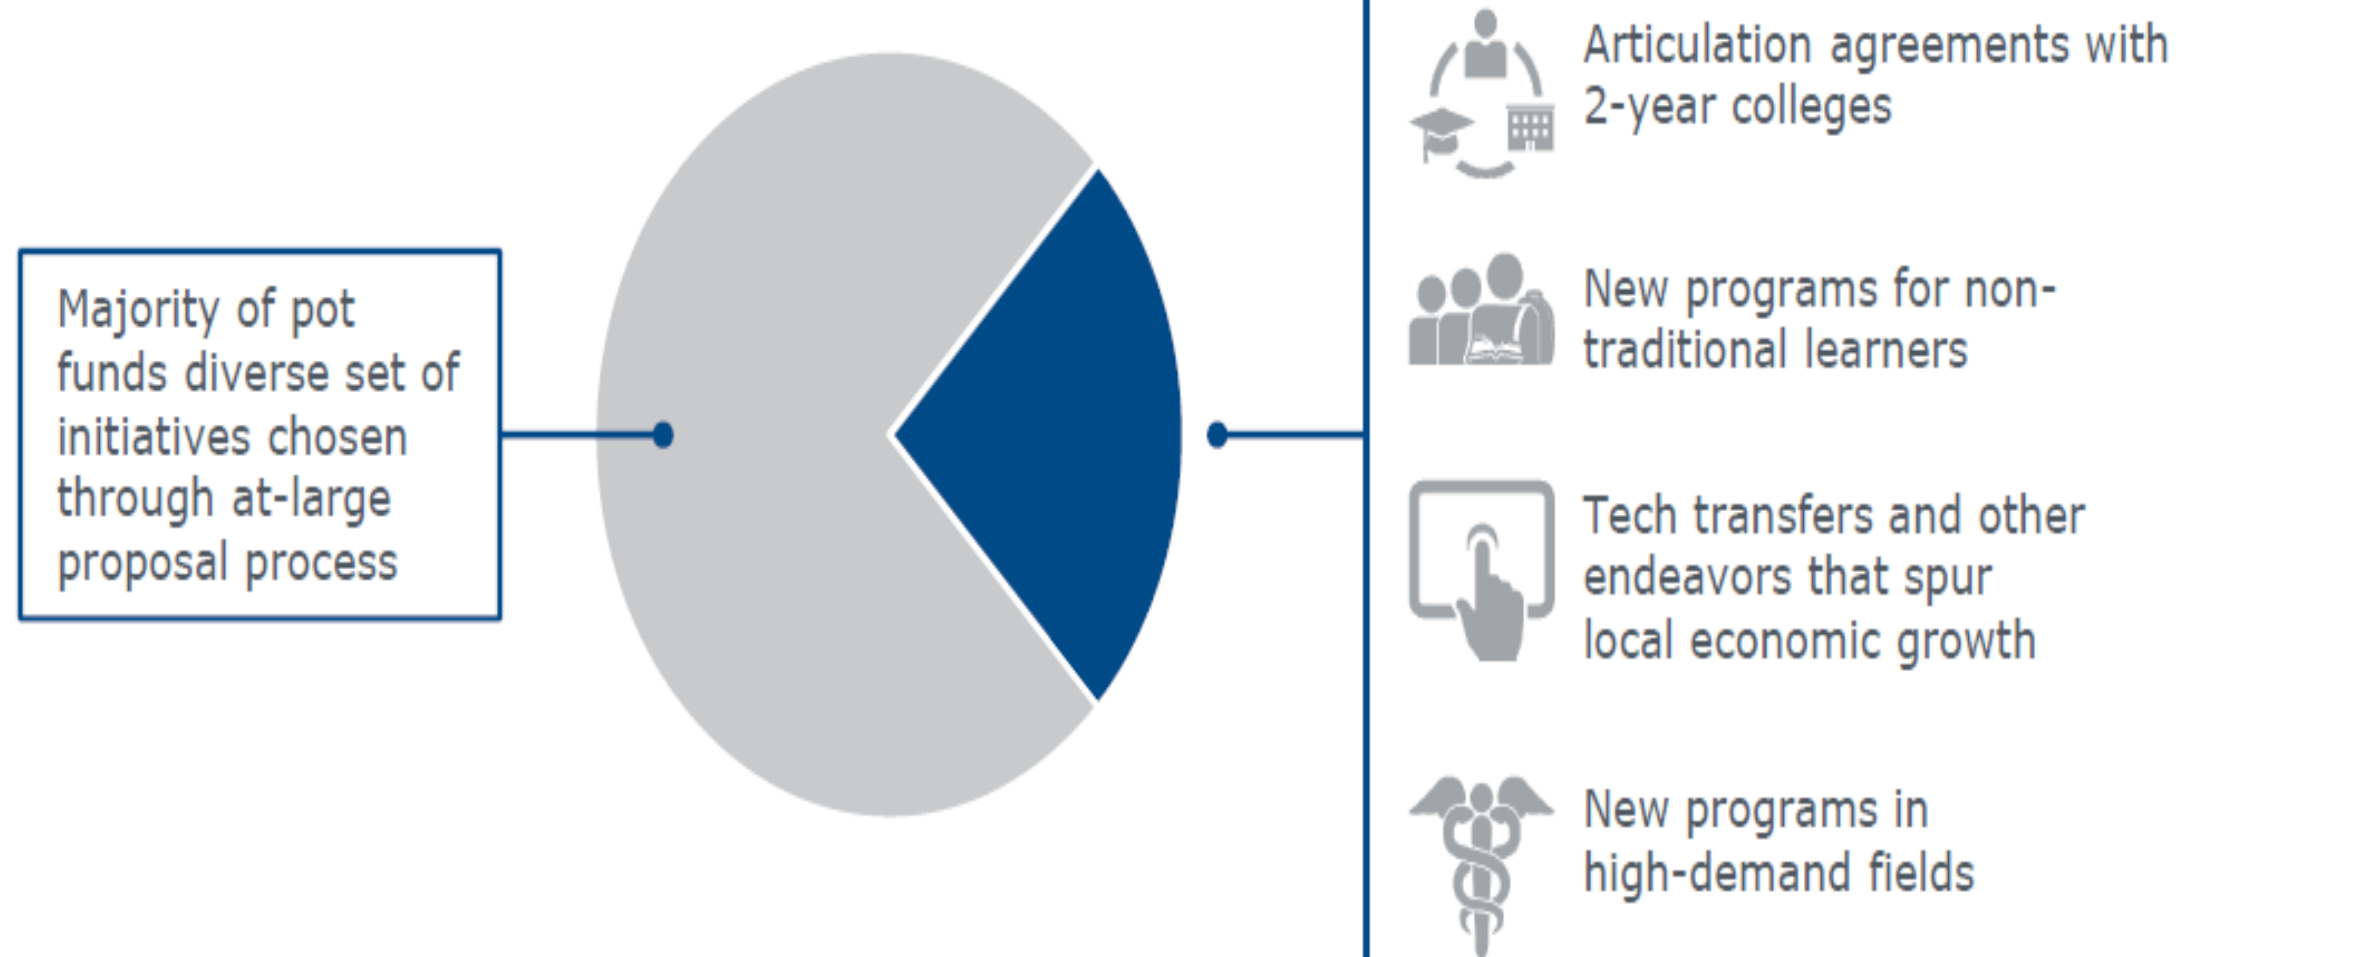 Majority of pot
funds diverse set of
initiatives chosen
through at-large
proposal process
Articulation agreements with
2-year colleges
New programs for non-
traditional learners
Tech transfers and other
endeavors that spur
local economic growth
New programs in
high-demand fields